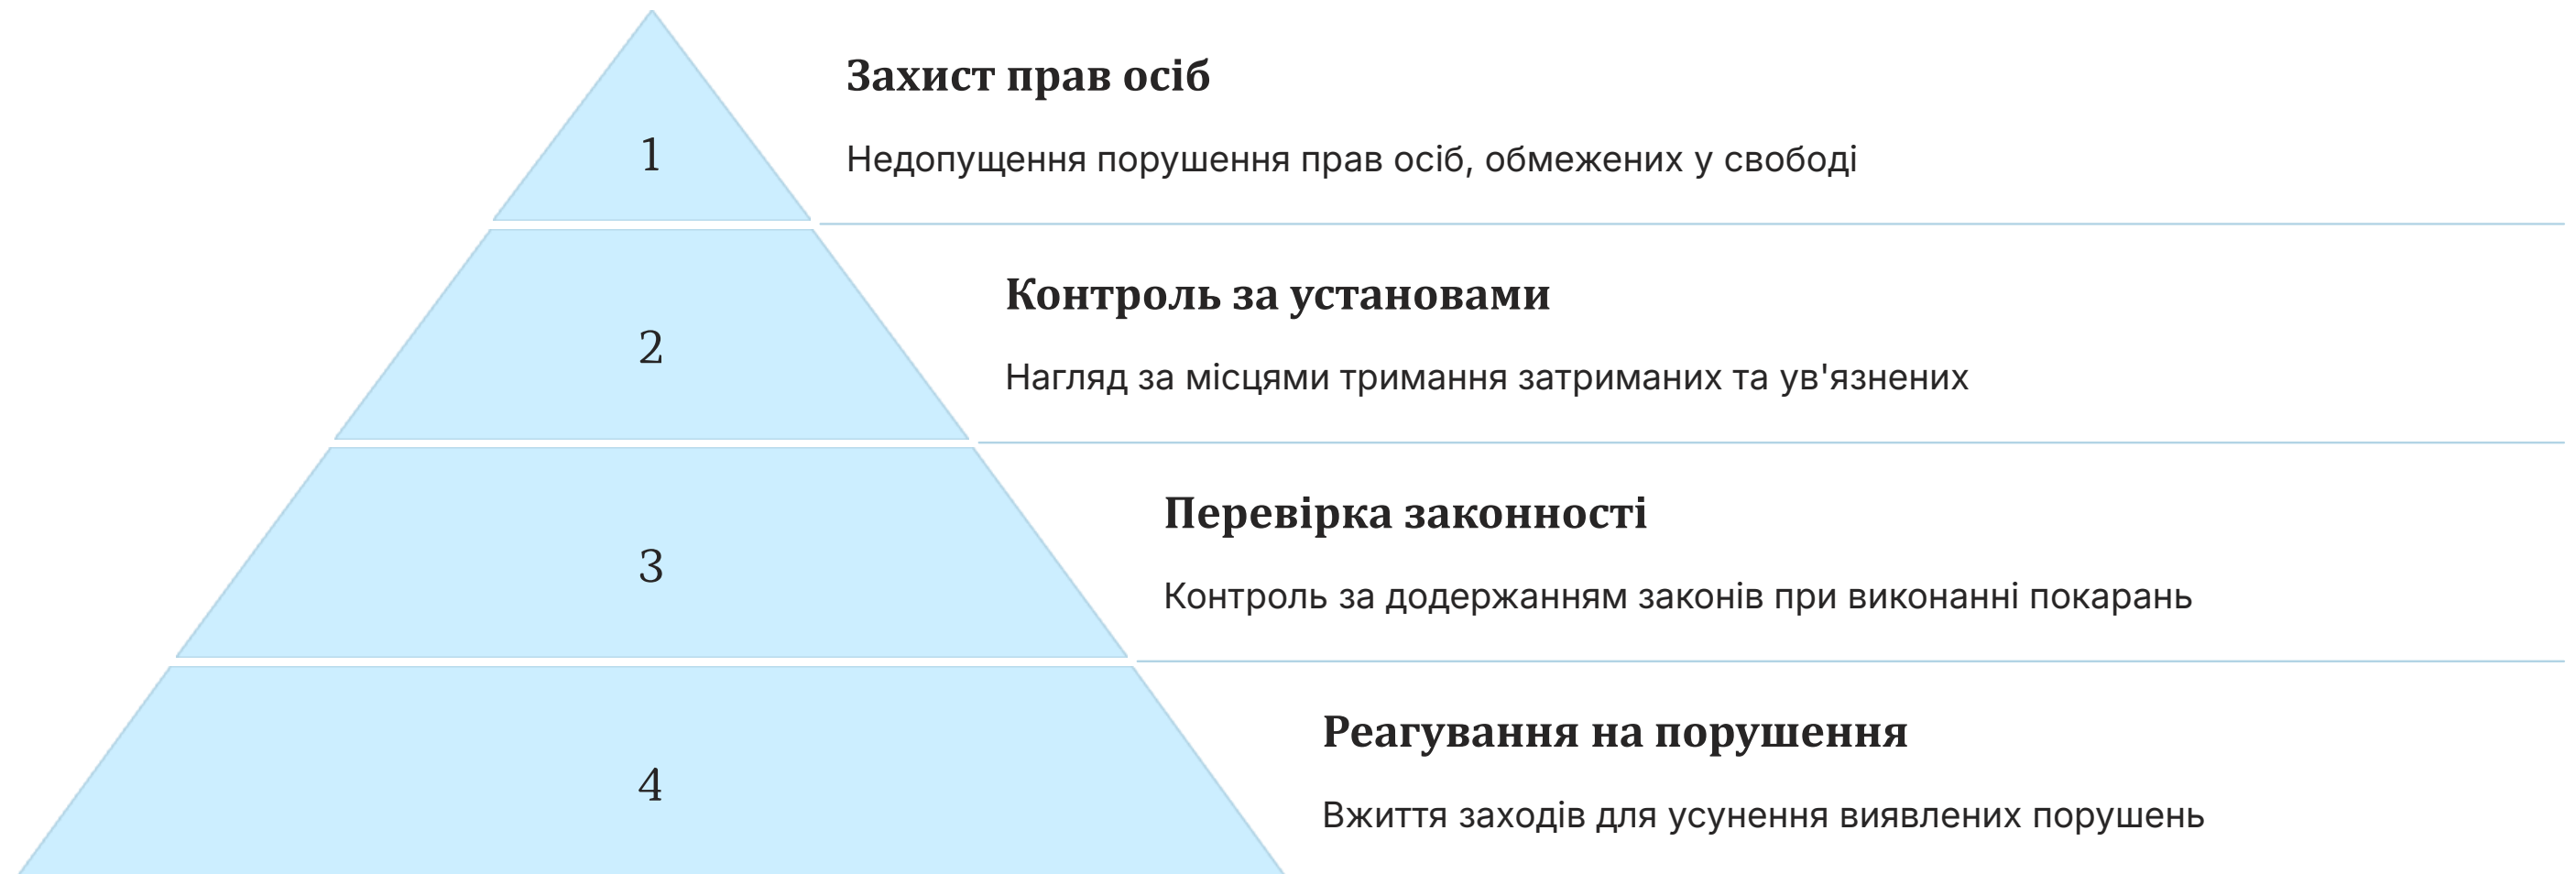 1
Захист прав осіб
Недопущення порушення прав осіб, обмежених у свободі
2
Контроль за установами
Нагляд за місцями тримання затриманих та ув'язнених
3
Перевірка законності
Контроль за додержанням законів при виконанні покарань
4
Реагування на порушення
Вжиття заходів для усунення виявлених порушень